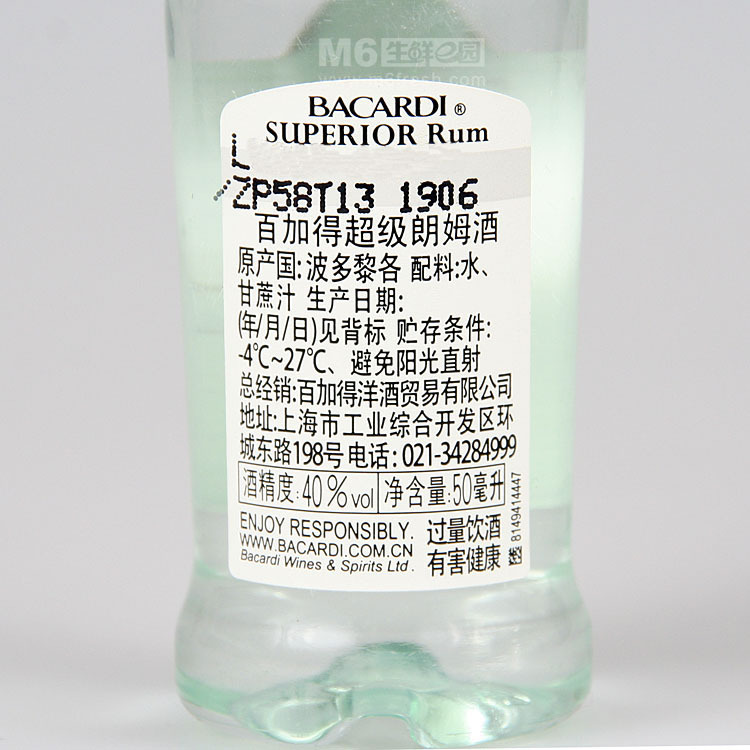 M6生鲜e园
www.m6fresh.com
BACARDI®
SUPERIOR Rum
L
ZP58T13 1906
百加得超级朗姆酒
原产国:波多黎各 配料:水、
甘蔗汁 生产日期:
(年/月/日)见背标 贮存条件:
-4℃~27℃、避免阳光直射
总经销:百加得洋酒贸易有限公司
地址:上海市工业综合开发区环
城东路198号 电话: 021-34284999
酒精度:40%vol 净含量:50毫升
ENJOY RESPONSIBLY. 过量饮酒
WWW.BACARDI.COM.CN
Bacardi Wines & Spirits Ltd. 有害健康
8149414447